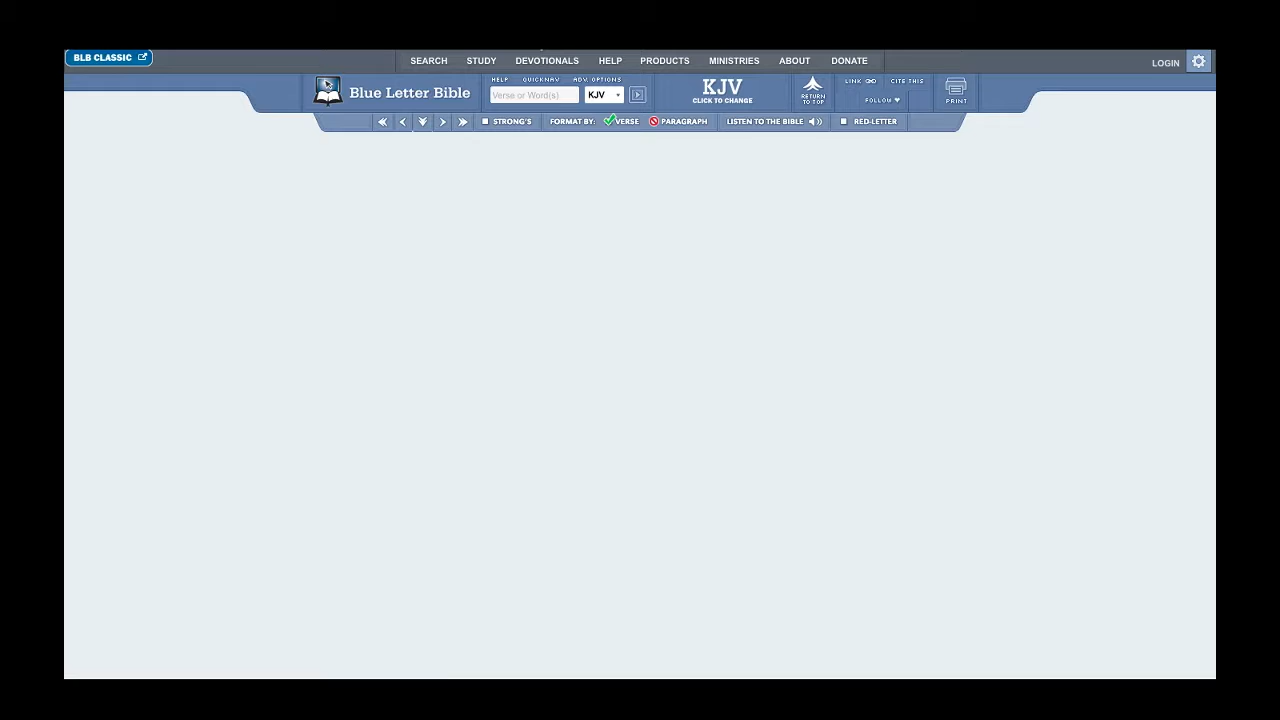 BLB CLASSIC
SEARCH STUDY DEVOTIONALS HELP PRODUCTS MINISTRIES ABOUT DONATE
LOGIN
Blue Letter Bible
HELP QUICKNAV ADV. OPTIONS
Verse or Word(s) KJV
KJV
CLICK TO CHANGE
RETURN
TO TOP
LINK CITE THIS
FOLLOW
PRINT
STRONG'S FORMAT BY: VERSE PARAGRAPH LISTEN TO THE BIBLE RED-LETTER